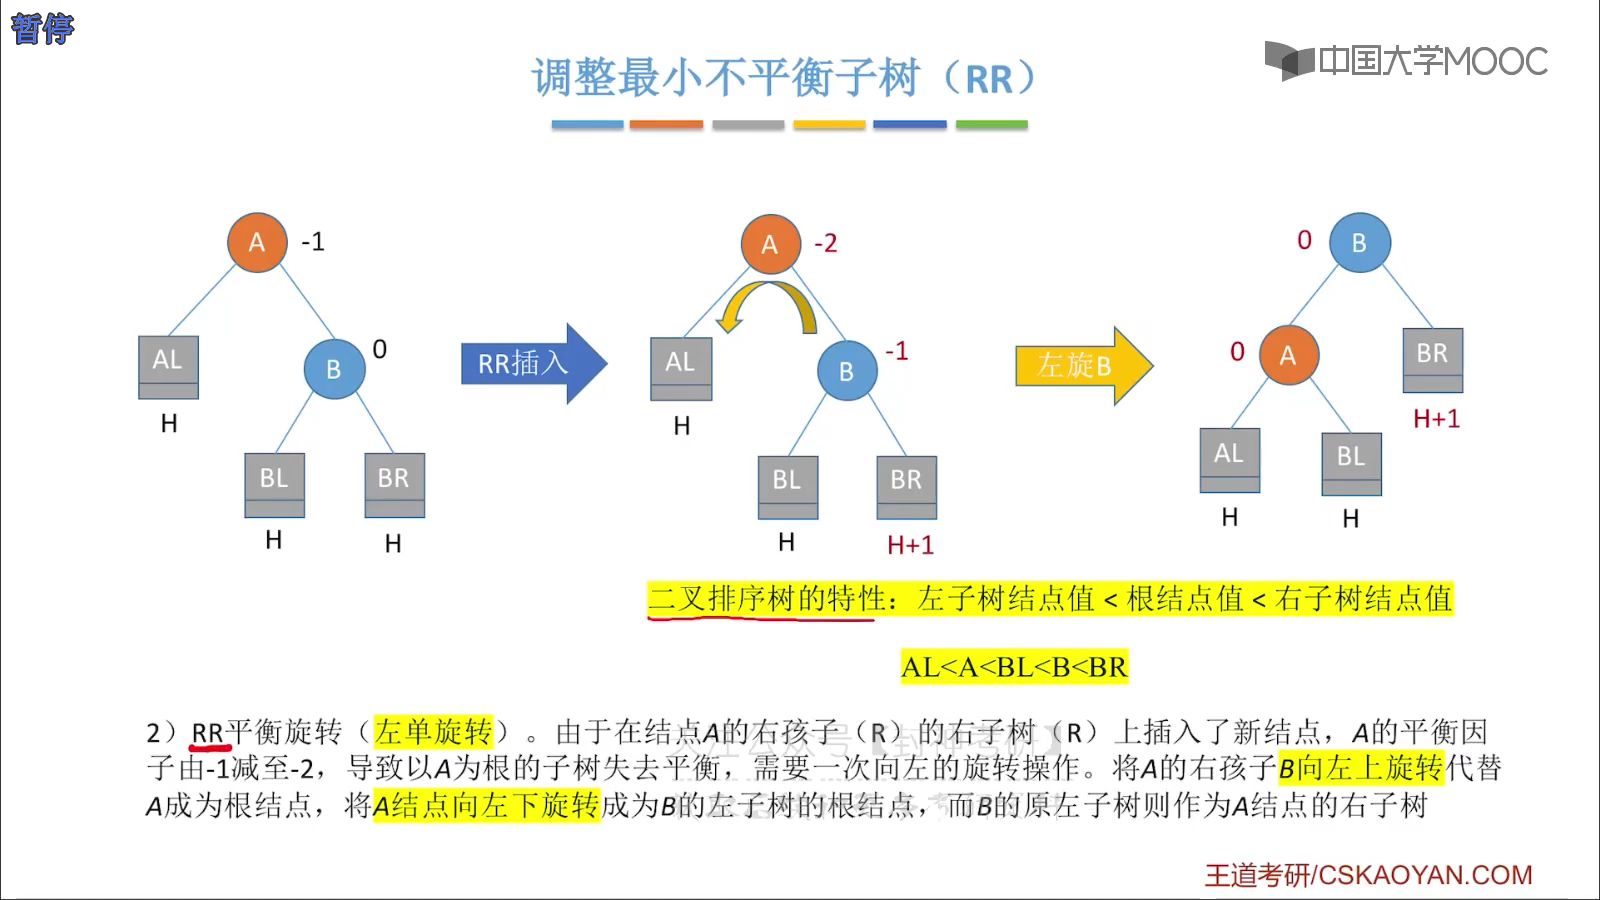 暂停
中国大学MOOC
调整最小不平衡子树（RR）
A -1
AL
H
B 0
BL
H
BR
H
RR插入
A -2
AL
H
B -1
BL
H
BR
H+1
左旋B
0 B
0 A
BR
H+1
AL
H
BL
H
二叉排序树的特性：左子树结点值<根结点值<右子树结点值
AL<A<BL<B<BR
2）RR平衡旋转（左单旋转）。由于在结点A的右孩子（R）的右子树（R）上插入了新结点，A的平衡因
子由-1减至-2，导致以A为根的子树失去平衡，需要一次向左的旋转操作。将A的右孩子B向左上旋转代替
A成为根结点，将A结点向左下旋转成为B的左子树的根结点，而B的原左子树则作为A结点的右子树
王道考研/CSKAOYAN.COM